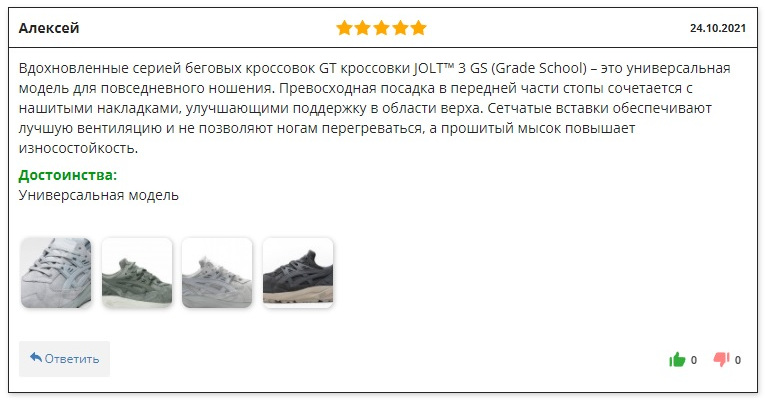 Алексей
24.10.2021
Вдохновленные серией беговых кроссовок GT кроссовки JOLT™ 3 GS (Grade School) – это универсальная
модель для повседневного ношения. Превосходная посадка в передней части стопы сочетается с
нашитыми накладками, улучшающими поддержку в области верха. Сетчатые вставки обеспечивают
лучшую вентиляцию и не позволяют ногам перегреваться, а прошитый мысок повышает
износостойкость.
Достоинства:
Универсальная модель
Ответить
0
0